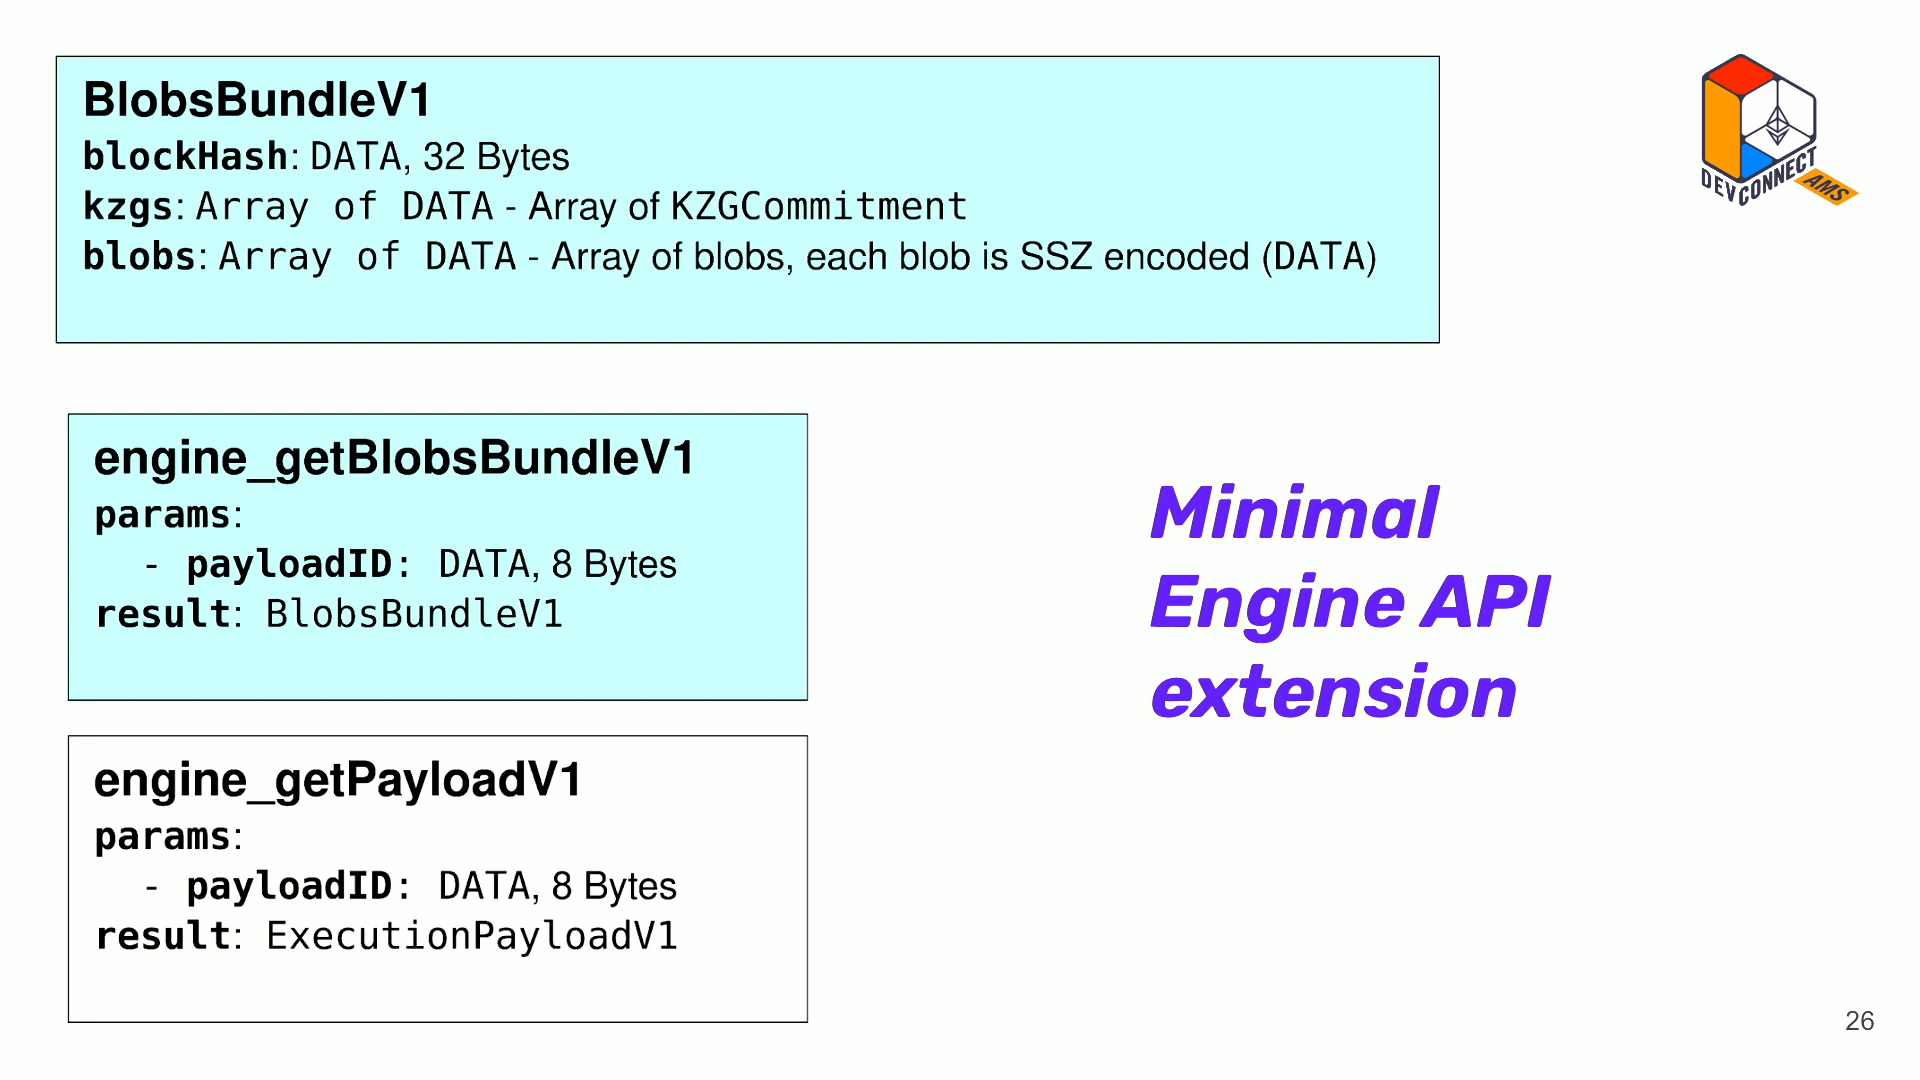 BlobsBundleV1
blockHash: DATA, 32 Bytes
kzgs: Array of DATA - Array of KZGCommitment
blobs: Array of DATA - Array of blobs, each blob is SSZ encoded (DATA)
DEVCONNECT
AMS
engine_getBlobsBundleV1
params:
- payloadID: DATA, 8 Bytes
result: BlobsBundleV1
Minimal
Engine API
extension
engine_getPayloadV1
params:
- payloadID: DATA, 8 Bytes
result: ExecutionPayloadV1
26